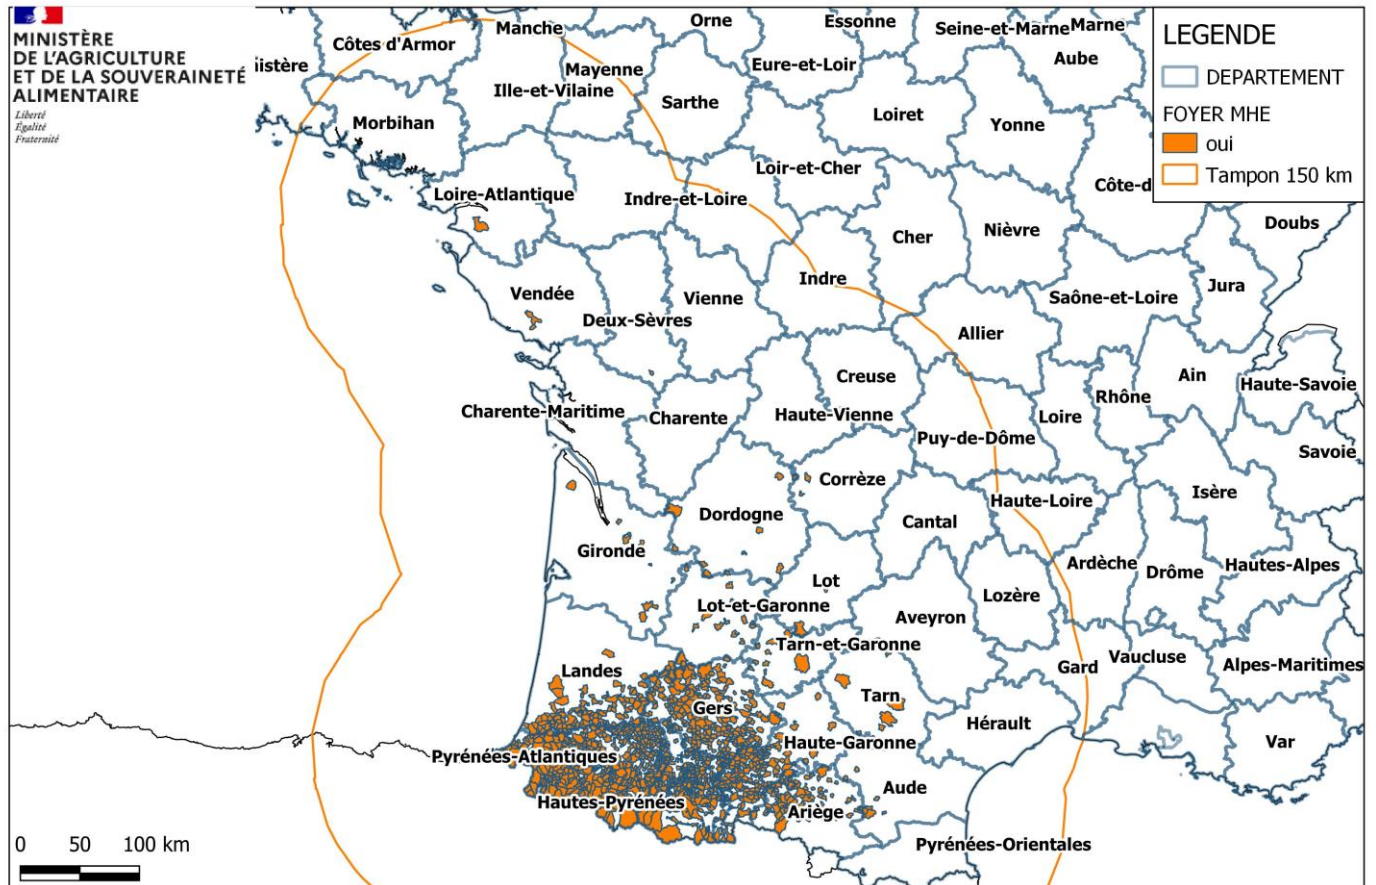 MINISTÈRE
DE L'AGRICULTURE
ET DE LA SOUVERAINETÉ
ALIMENTAIRE
Liberté
Égalité
Fraternité
LEGENDE
DEPARTEMENT
FOYER MHE
oui
Tampon 150 km
Manche
Orne
Essonne
Seine-et-Marne
Marne
Côtes d'Armor
istère
Mayenne
Eure-et-Loir
Aube
Ille-et-Vilaine
Sarthe
Loiret
Yonne
Morbihan
Loir-et-Cher
Côte-d
Loire-Atlantique
Indre-et-Loire
Doubs
Cher
Nièvre
Indre
Jura
Vendée
Vienne
Saône-et-Loire
Deux-Sèvres
Allier
Creuse
Ain
Haute-Savoie
Rhône
Charente-Maritime
Charente
Haute-Vienne
Loire
Puy-de-Dôme
Savoie
Corrèze
Isère
Haute-Loire
Dordogne
Cantal
Gironde
Ardèche
Drôme
Hautes-Alpes
Lot
Lozère
Lot-et-Garonne
Aveyron
Tarn-et-Garonne
Vaucluse
Gard
Alpes-Maritimes
Landes
Tarn
Gers
Hérault
Haute-Garonne
Var
Pyrénées-Atlantiques
Aude
Hautes-Pyrénées
Ariège
Pyrénées-Orientales
0 50 100 km